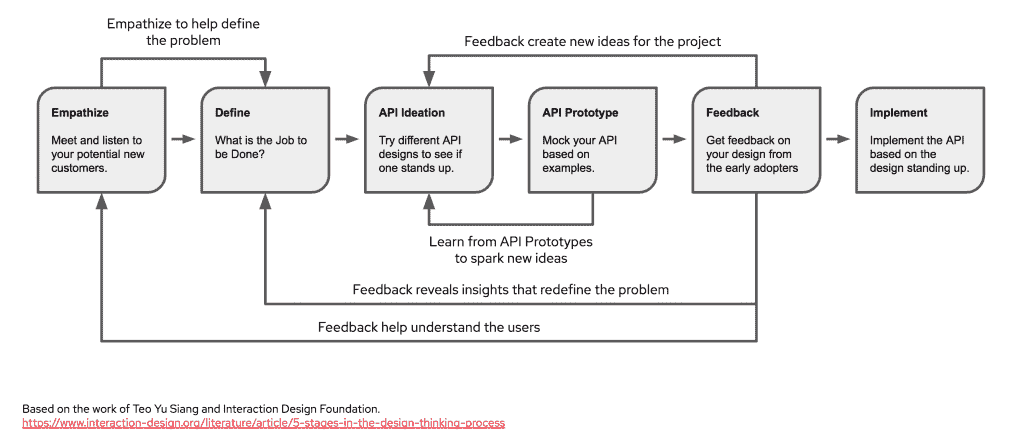 Empathize to help define
the problem
Feedback create new ideas for the project
Empathize
Meet and listen to
your potential new
customers.
Define
What is the Job to
be Done?
API Ideation
Try different API
designs to see if
one stands up.
API Prototype
Mock your API
based on
examples.
Feedback
Get feedback on
your design from
the early adopters
Implement
Implement the API
based on the
design standing up.
Learn from API Prototypes
to spark new ideas
Feedback reveals insights that redefine the problem
Feedback help understand the users
Based on the work of Teo Yu Siang and Interaction Design Foundation.
https://www.interaction-design.org/literature/article/5-stages-in-the-design-thinking-process